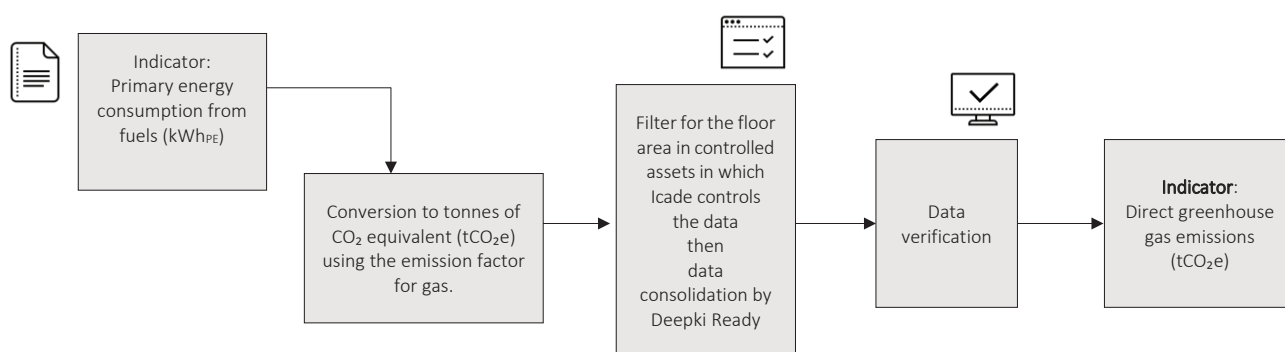 Indicator:
Primary energy
consumption from
fuels (kWhPE)
Conversion to tonnes of
CO₂ equivalent (tCO₂e)
using the emission factor
for gas.
Filter for the floor
area in controlled
assets in which
Icade controls
the data
then
data
consolidation by
Deepki Ready
Data
verification
Indicator:
Direct greenhouse
gas emissions
(tCO₂e)